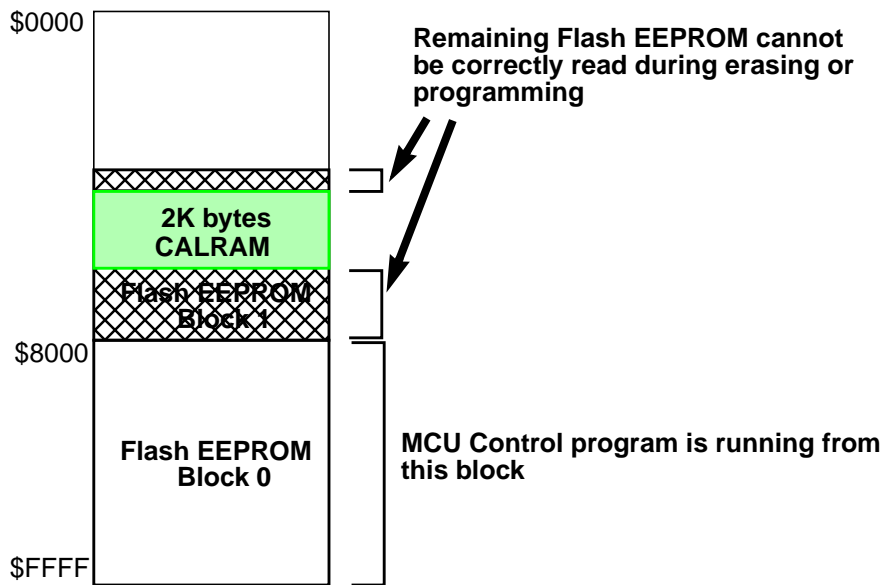 $0000
Remaining Flash EEPROM cannot
be correctly read during erasing or
programming
2K bytes
CALRAM
Flash EEPROM
Block 1
$8000
Flash EEPROM
Block 0
MCU Control program is running from
this block
$FFFF